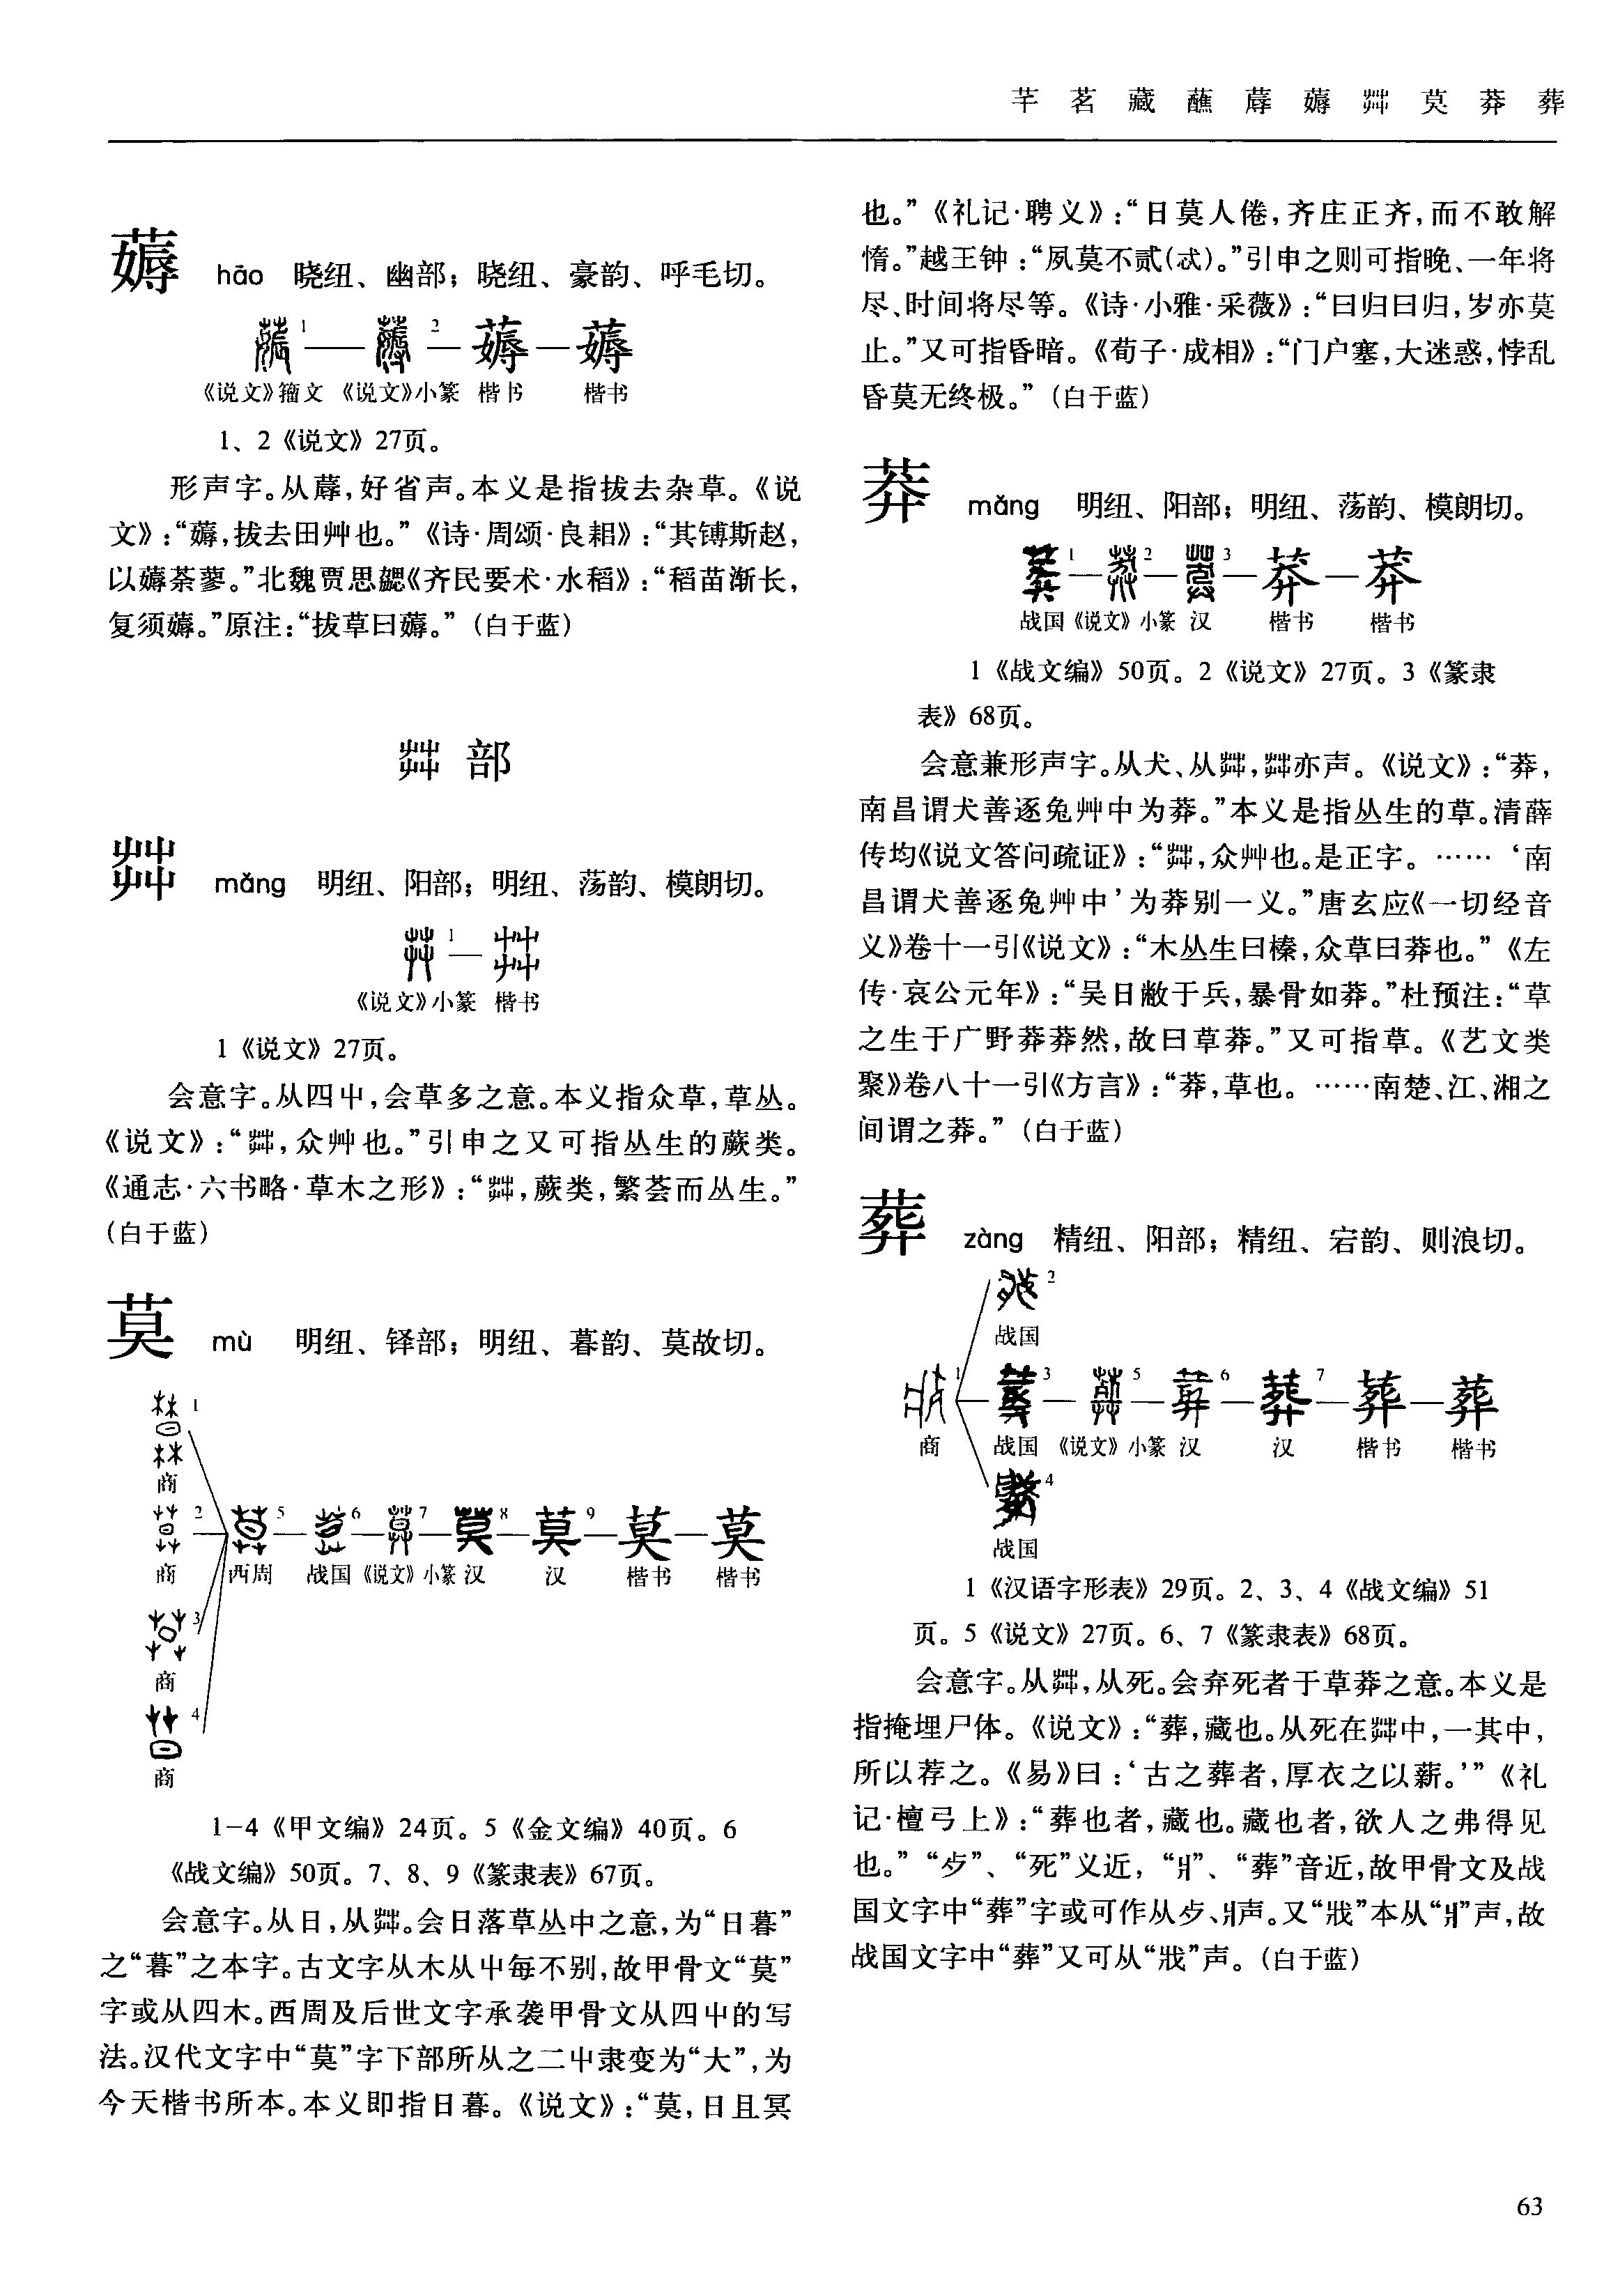 芊 茗 藏 蘸 蓐 薅 茻 莫 莽 葬
薅 hāo 晓纽、幽部；晓纽、豪韵、呼毛切。
1 2 薅 薅
《说文》籀文 《说文》小篆 楷书 楷书
1、2《说文》27页。
形声字。从蓐，好省声。本义是指拔去杂草。《说
文》：“薅，拔去田艸也。”《诗·周颂·良耜》：“其镈斯赵，
以薅荼蓼。”北魏贾思勰《齐民要术·水稻》：“稻苗渐长，
复须薅。”原注：“拔草曰薅。”（白于蓝）
茻 部
茻 mǎng 明纽、阳部；明纽、荡韵、模朗切。
1 茻
《说文》小篆 楷书
1《说文》27页。
会意字。从四屮，会草多之意。本义指众草，草丛。
《说文》：“茻，众艸也。”引申之又可指丛生的蕨类。
《通志·六书略·草木之形》：“茻，蕨类，繁荟而丛生。”
（白于蓝）
莫 mù 明纽、铎部；明纽、暮韵、莫故切。
1
商
2 5 6 7 8 莫 9 莫 莫
商 西周 战国 《说文》小篆 汉 汉 楷书 楷书
3
商
4
商
1-4《甲文编》24页。5《金文编》40页。6
《战文编》50页。7、8、9《篆隶表》67页。
会意字。从日，从茻。会日落草丛中之意，为“日暮”
之“暮”之本字。古文字从木从屮每不别，故甲骨文“莫”
字或从四木。西周及后世文字承袭甲骨文从四屮的写
法。汉代文字中“莫”字下部所从之二屮隶变为“大”，为
今天楷书所本。本义即指日暮。《说文》：“莫，日且冥
也。”《礼记·聘义》：“日莫人倦，齐庄正齐，而不敢解
惰。”越王钟：“夙莫不贰(忒)。”引申之则可指晚、一年将
尽、时间将尽等。《诗·小雅·采薇》：“曰归曰归，岁亦莫
止。”又可指昏暗。《荀子·成相》：“门户塞，大迷惑，悖乱
昏莫无终极。”（白于蓝）
莽 mǎng 明纽、阳部；明纽、荡韵、模朗切。
1 2 3 莽 莽
战国 《说文》小篆 汉 楷书 楷书
1《战文编》50页。2《说文》27页。3《篆隶
表》68页。
会意兼形声字。从犬、从茻，茻亦声。《说文》：“莽，
南昌谓犬善逐兔艸中为莽。”本义是指丛生的草。清薛
传均《说文答问疏证》：“茻，众艸也。是正字。……‘南
昌谓犬善逐兔艸中’为莽别一义。”唐玄应《一切经音
义》卷十一引《说文》：“木丛生曰榛，众草曰莽也。”《左
传·哀公元年》：“吴日敝于兵，暴骨如莽。”杜预注：“草
之生于广野莽莽然，故曰草莽。”又可指草。《艺文类
聚》卷八十一引《方言》：“莽，草也。……南楚、江、湘之
间谓之莽。”（白于蓝）
葬 zàng 精纽、阳部；精纽、宕韵、则浪切。
2
战国
1 3 5 6 葬 7 葬 葬
商 战国 《说文》小篆 汉 汉 楷书 楷书
4
战国
1《汉语字形表》29页。2、3、4《战文编》51
页。5《说文》27页。6、7《篆隶表》68页。
会意字。从茻，从死。会弃死者于草莽之意。本义是
指掩埋尸体。《说文》：“葬，藏也。从死在茻中，一其中，
所以荐之。《易》曰：‘古之葬者，厚衣之以薪。’”《礼
记·檀弓上》：“葬也者，藏也。藏也者，欲人之弗得见
也。”“歺”、“死”义近，“爿”、“葬”音近，故甲骨文及战
国文字中“葬”字或可作从歺、爿声。又“戕”本从“爿”声，故
战国文字中“葬”又可从“戕”声。（白于蓝）
63